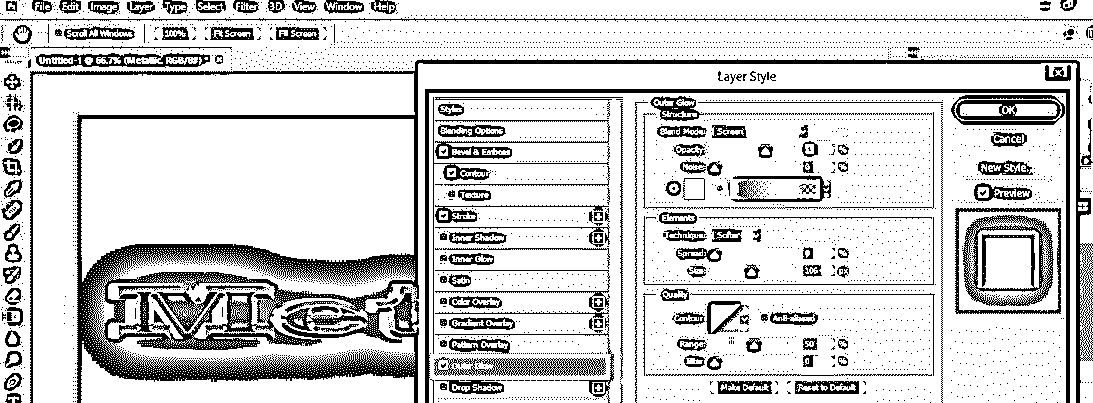 File Edit Image Layer Type Select Filter 3D View Window Help
Scroll All Windows 100% Fit Screen Fill Screen
Untitled-1 @ 66.7% (Metallic, RGB/8#) *
Layer Style
Styles
Blending Options
Bevel & Emboss
Contour
Texture
Stroke
Inner Shadow
Inner Glow
Satin
Color Overlay
Gradient Overlay
Pattern Overlay
Outer Glow
Drop Shadow
Outer Glow
Structure
Blend Mode: Screen
Opacity: %
Noise: 0 %
Elements
Technique: Softer
Spread: %
Size: 106 px
Quality
Contour: Anti-aliased
Range: 50 %
Jitter: 0 %
Make Default Reset to Default
OK
Cancel
New Style...
Preview
Met